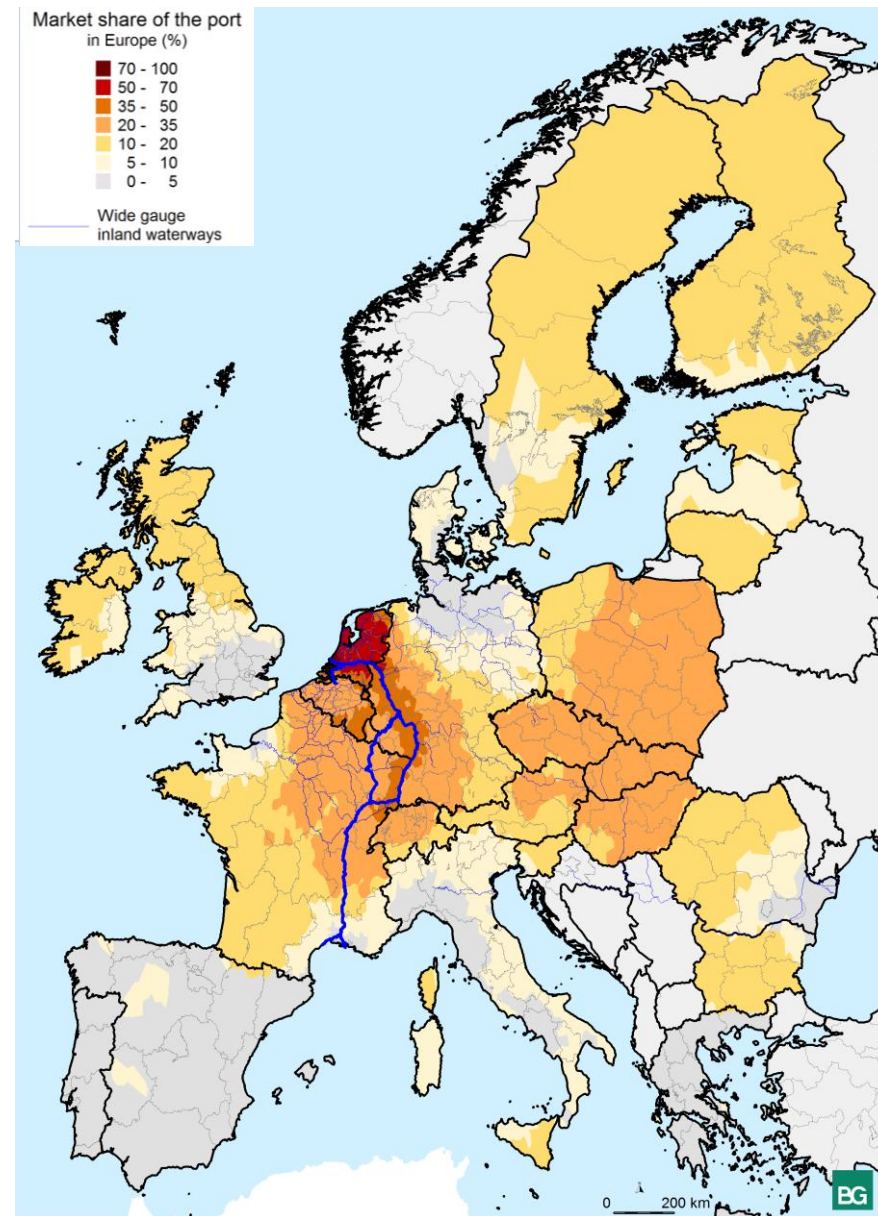 Market share of the port
in Europe (%)
70 - 100
50 - 70
35 - 50
20 - 35
10 - 20
5 - 10
0 - 5
Wide gauge
inland waterways
0 200 km
BG